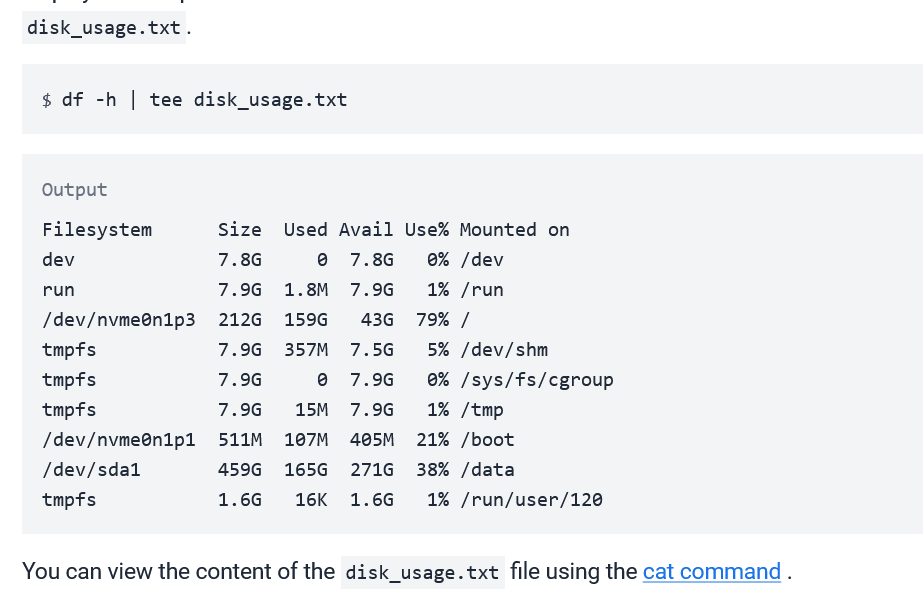 disk_usage.txt.
$ df -h | tee disk_usage.txt
Output
Filesystem      Size  Used Avail Use% Mounted on
dev             7.8G     0  7.8G   0% /dev
run             7.9G  1.8M  7.9G   1% /run
/dev/nvme0n1p3  212G  159G   43G  79% /
tmpfs           7.9G  357M  7.5G   5% /dev/shm
tmpfs           7.9G     0  7.9G   0% /sys/fs/cgroup
tmpfs           7.9G   15M  7.9G   1% /tmp
/dev/nvme0n1p1  511M  107M  405M  21% /boot
/dev/sda1       459G  165G  271G  38% /data
tmpfs           1.6G   16K  1.6G   1% /run/user/120
You can view the content of the disk_usage.txt file using the cat command .